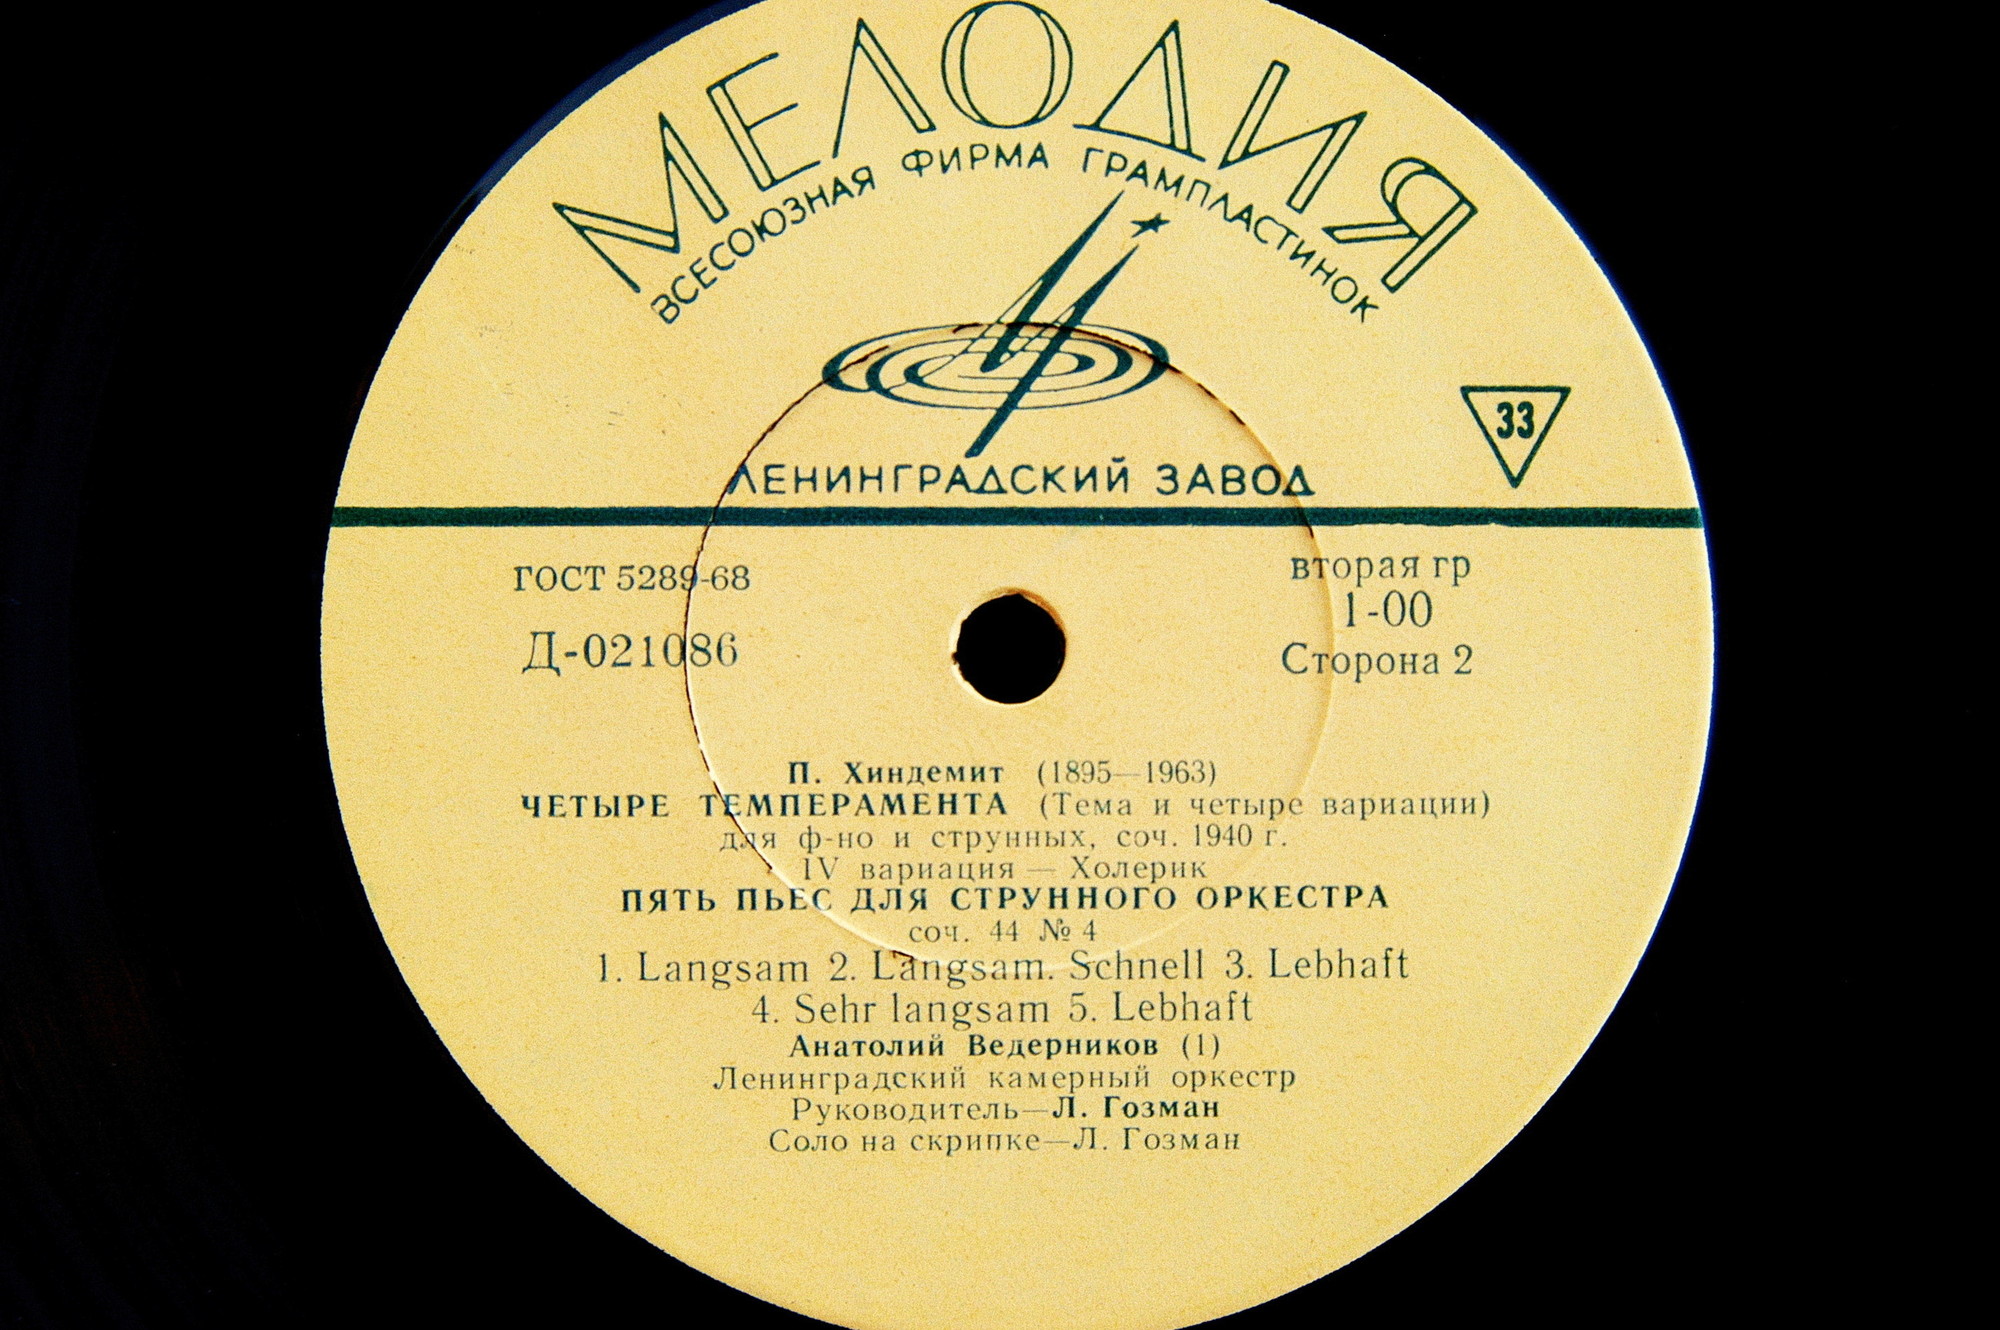 МЕЛОДИЯ
ВСЕСОЮЗНАЯ ФИРМА ГРАМПЛАСТИНОК
33
ЛЕНИНГРАДСКИЙ ЗАВОД
ГОСТ 5289-68
Д-021086
вторая гр
1-00
Сторона 2
П. Хиндемит (1895—1963)
ЧЕТЫРЕ ТЕМПЕРАМЕНТА (Тема и четыре вариации)
для ф-но и струнных, соч. 1940 г.
IV вариация — Холерик
ПЯТЬ ПЬЕС ДЛЯ СТРУННОГО ОРКЕСТРА
соч. 44 № 4
1. Langsam 2. Langsam. Schnell 3. Lebhaft
4. Sehr langsam 5. Lebhaft
Анатолий Ведерников (1)
Ленинградский камерный оркестр
Руководитель—Л. Гозман
Соло на скрипке—Л. Гозман